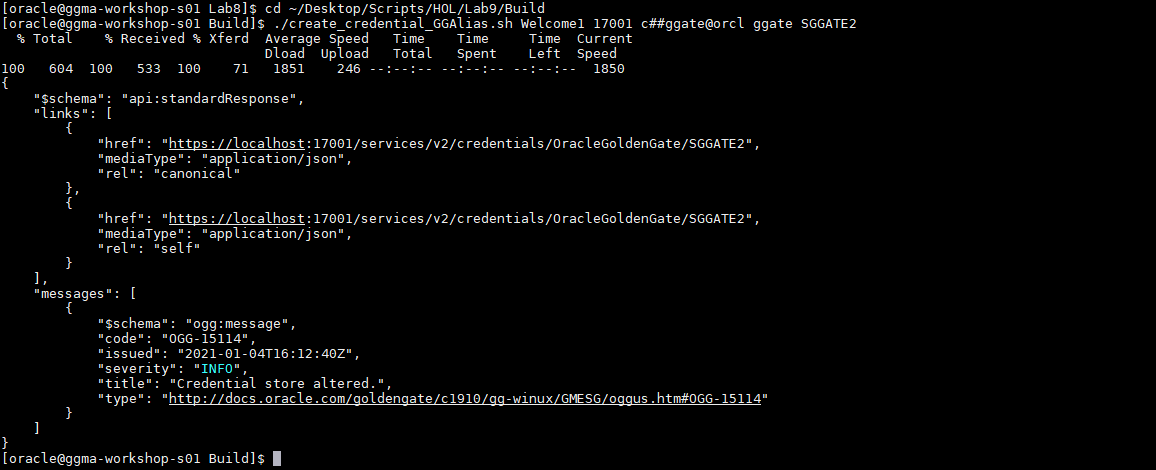 [oracle@ggma-workshop-s01 Lab8]$ cd ~/Desktop/Scripts/HOL/Lab9/Build
[oracle@ggma-workshop-s01 Build]$ ./create_credential_GGAlias.sh Welcome1 17001 c##ggate@orcl ggate SGGATE2
  % Total    % Received % Xferd  Average Speed   Time    Time     Time  Current
                                 Dload  Upload   Total   Spent    Left  Speed
100   604  100   533  100    71   1851    246 --:--:-- --:--:-- --:--:--  1850
{
    "$schema": "api:standardResponse",
    "links": [
        {
            "href": "https://localhost:17001/services/v2/credentials/OracleGoldenGate/SGGATE2",
            "mediaType": "application/json",
            "rel": "canonical"
        },
        {
            "href": "https://localhost:17001/services/v2/credentials/OracleGoldenGate/SGGATE2",
            "mediaType": "application/json",
            "rel": "self"
        }
    ],
    "messages": [
        {
            "$schema": "ogg:message",
            "code": "OGG-15114",
            "issued": "2021-01-04T16:12:40Z",
            "severity": "INFO",
            "title": "Credential store altered.",
            "type": "http://docs.oracle.com/goldengate/c1910/gg-winux/GMESG/oggus.htm#OGG-15114"
        }
    ]
}
[oracle@ggma-workshop-s01 Build]$